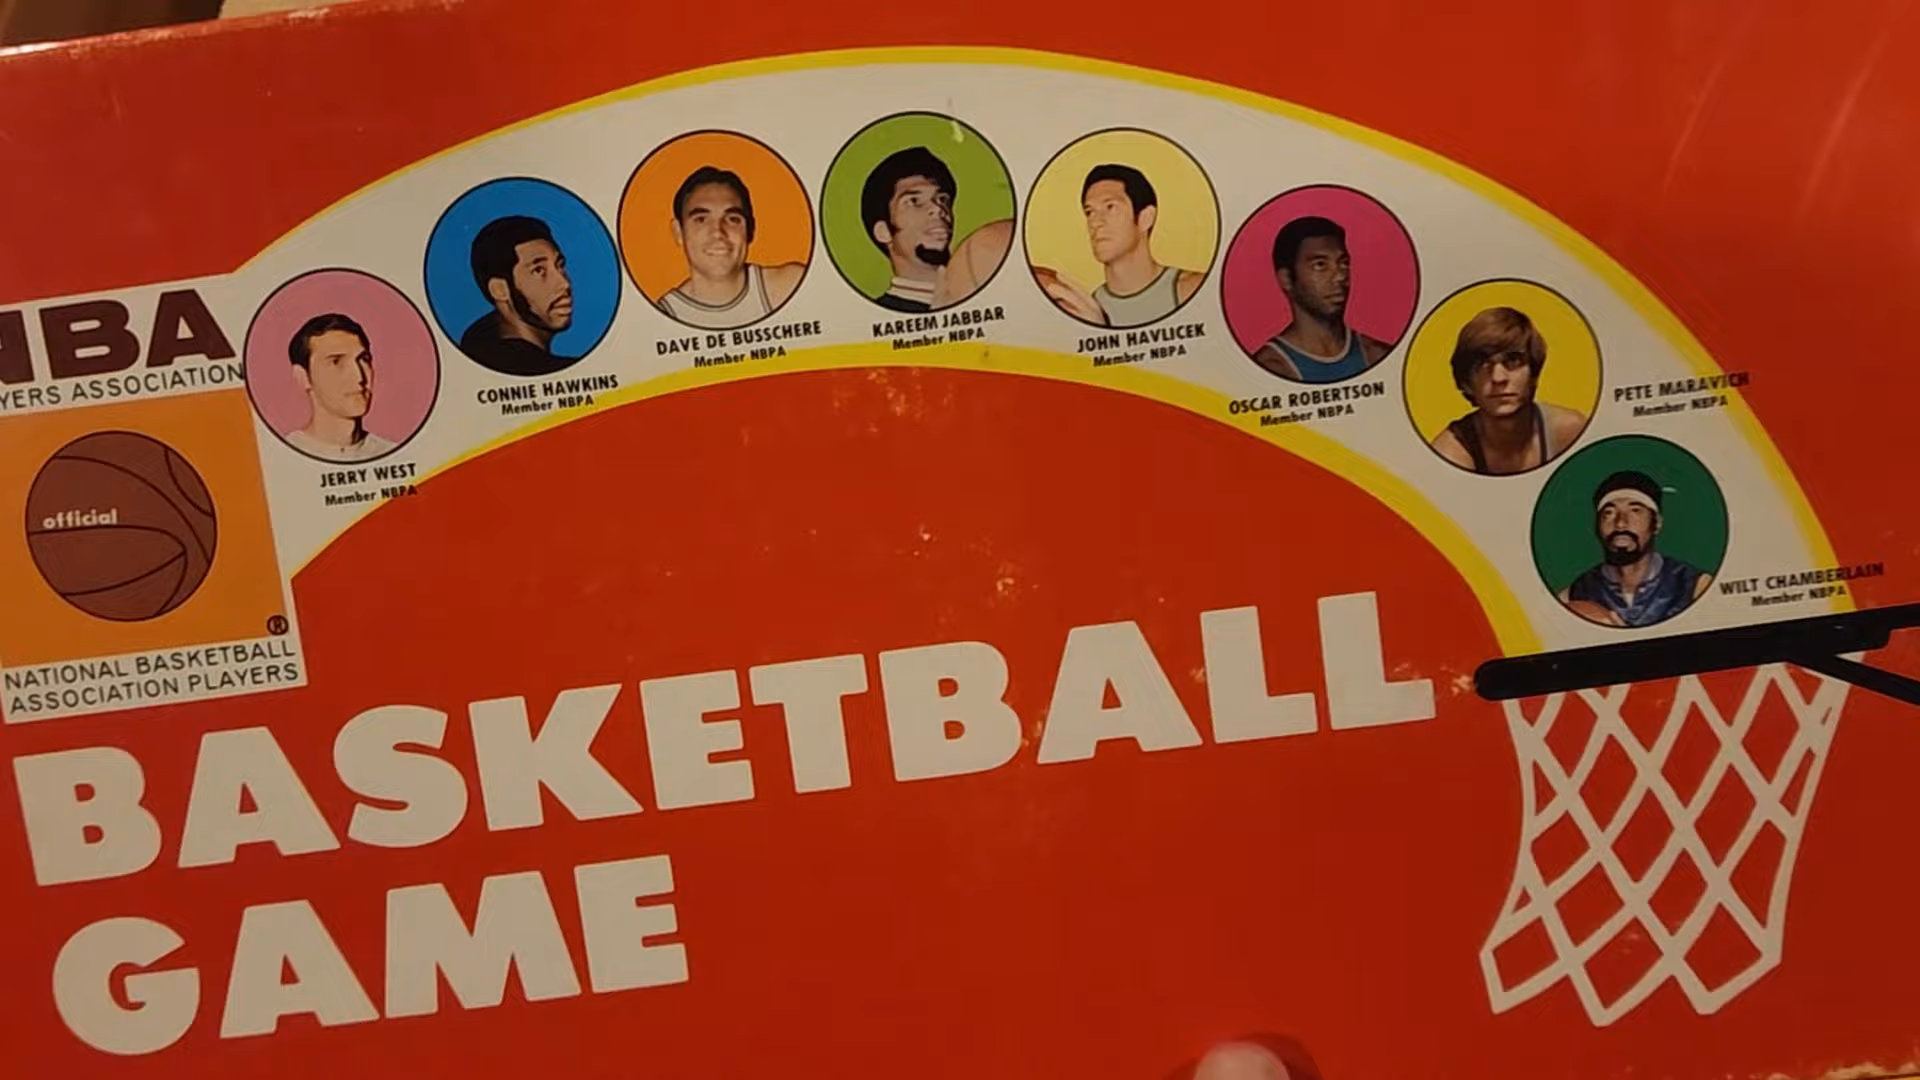 NBA
YERS ASSOCIATION
official
®
NATIONAL BASKETBALL
ASSOCIATION PLAYERS
JERRY WEST
Member NBPA
CONNIE HAWKINS
Member NBPA
DAVE DE BUSSCHERE
Member NBPA
KAREEM JABBAR
Member NBPA
JOHN HAVLICEK
Member NBPA
OSCAR ROBERTSON
Member NBPA
PETE MARAVICH
Member NBPA
WILT CHAMBERLAIN
Member NBPA
BASKETBALL
GAME